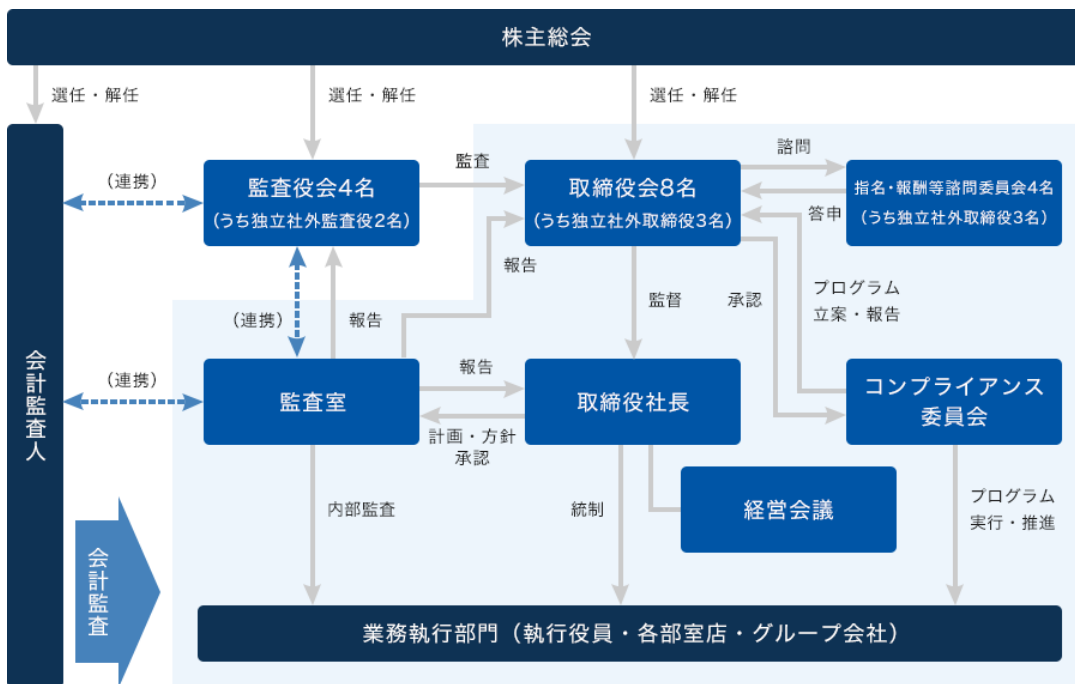 株主総会
選任・解任
選任・解任
選任・解任
監査役会4名
(うち独立社外監査役2名)
監査
取締役会8名
(うち独立社外取締役3名)
諮問
答申
指名・報酬等諮問委員会4名
(うち独立社外取締役3名)
(連携)
(連携)
報告
報告
監督
承認
プログラム
立案・報告
会計監査人
(連携)
監査室
報告
計画・方針
承認
取締役社長
コンプライアンス
委員会
内部監査
統制
経営会議
プログラム
実行・推進
会計監査
業務執行部門(執行役員・各部室店・グループ会社)